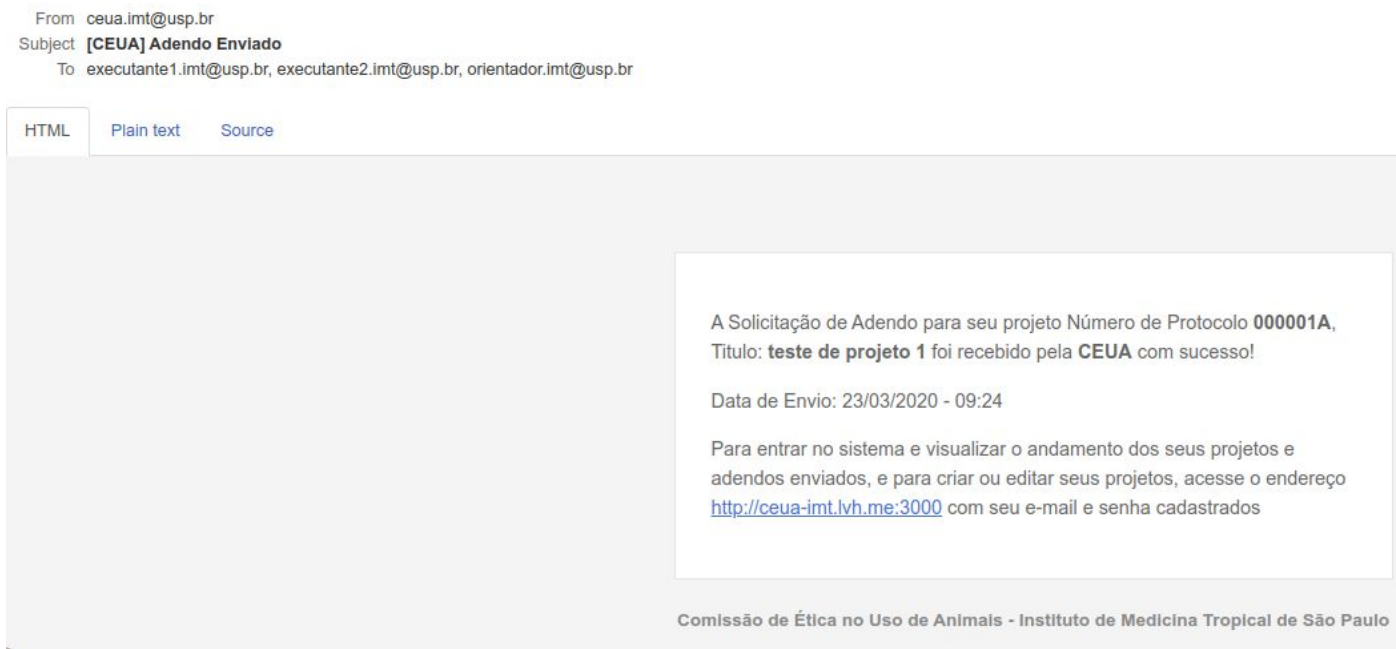 From ceua.imt@usp.br
Subject [CEUA] Adendo Enviado
To executante1.imt@usp.br, executante2.imt@usp.br, orientador.imt@usp.br
HTML Plain text Source
A Solicitação de Adendo para seu projeto Número de Protocolo 000001A,
Titulo: teste de projeto 1 foi recebido pela CEUA com sucesso!
Data de Envio: 23/03/2020 - 09:24
Para entrar no sistema e visualizar o andamento dos seus projetos e
adendos enviados, e para criar ou editar seus projetos, acesse o endereço
http://ceua-imt.lvh.me:3000 com seu e-mail e senha cadastrados
Comissão de Ética no Uso de Animais - Instituto de Medicina Tropical de São Paulo